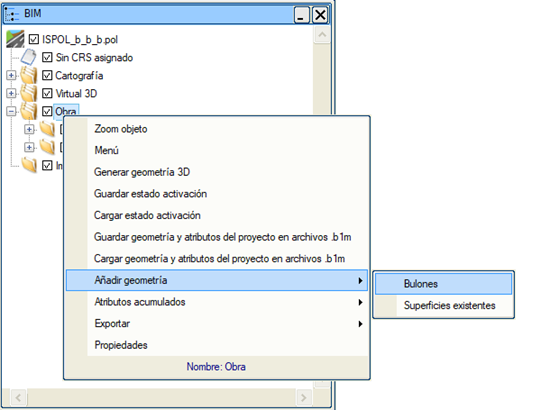 BIM
ISPOL_b_b_b.pol
Sin CRS asignado
Cartografía
Virtual 3D
Obra
Zoom objeto
Menú
Generar geometría 3D
Guardar estado activación
Cargar estado activación
Guardar geometría y atributos del proyecto en archivos .b1m
Cargar geometría y atributos del proyecto en archivos .b1m
Añadir geometría
Bulones
Atributos acumulados
Superficies existentes
Exportar
Propiedades
Nombre: Obra